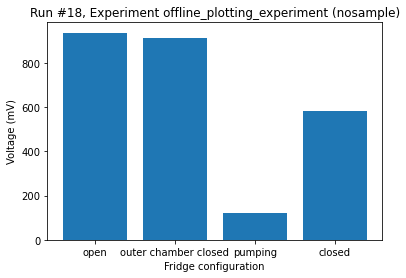 Run #18, Experiment offline_plotting_experiment (nosample)
Voltage (mV)
800
600
400
200
0
open outer chamber closed pumping closed
Fridge configuration